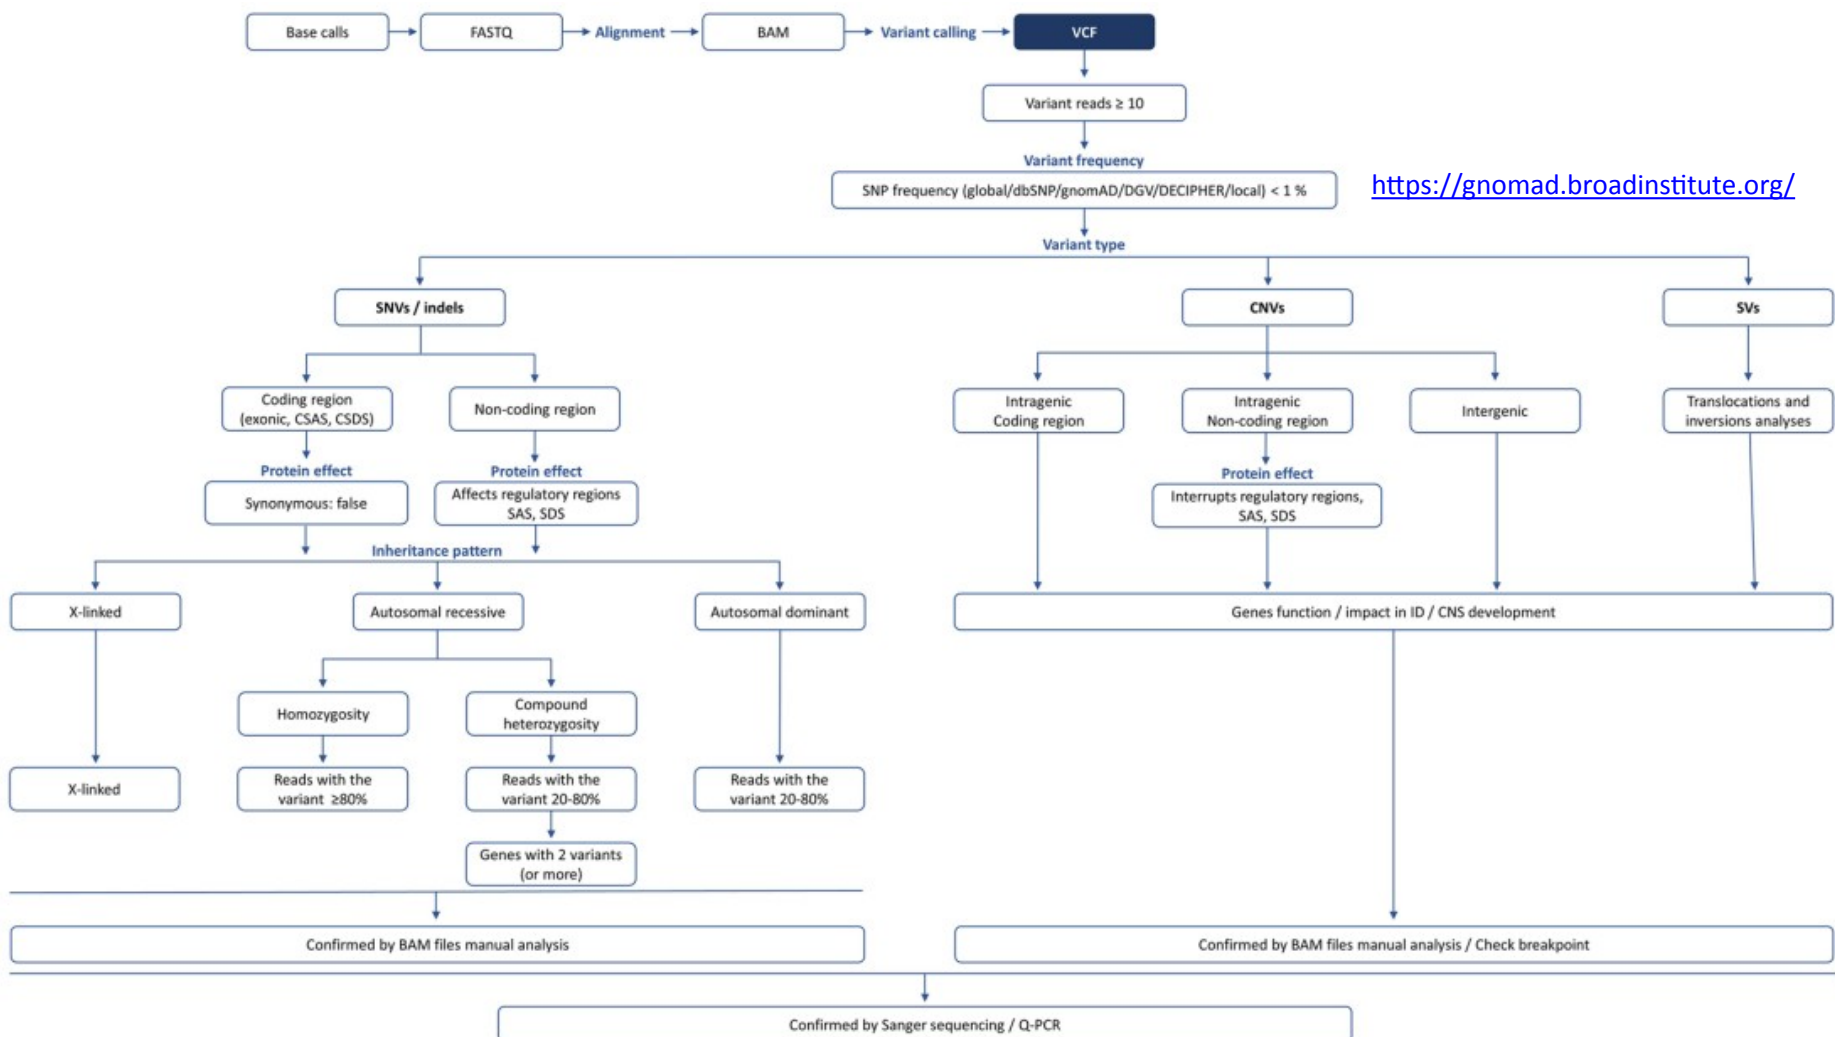 Base calls
FASTQ
Alignment
BAM
Variant calling
VCF
Variant reads ≥ 10
Variant frequency
SNP frequency (global/dbSNP/gnomAD/DGV/DECIPHER/local) < 1 %
https://gnomad.broadinstitute.org/
Variant type
SNVs / indels
CNVs
SVs
Coding region
(exonic, CSAS, CSDS)
Non-coding region
Intragenic
Coding region
Intragenic
Non-coding region
Intergenic
Translocations and
inversions analyses
Protein effect
Protein effect
Protein effect
Synonymous: false
Affects regulatory regions
SAS, SDS
Interrupts regulatory regions,
SAS, SDS
Inheritance pattern
X-linked
Autosomal recessive
Autosomal dominant
Genes function / impact in ID / CNS development
Homozygosity
Compound
heterozygosity
X-linked
Reads with the
variant ≥80%
Reads with the
variant 20-80%
Reads with the
variant 20-80%
Genes with 2 variants
(or more)
Confirmed by BAM files manual analysis
Confirmed by BAM files manual analysis / Check breakpoint
Confirmed by Sanger sequencing / Q-PCR